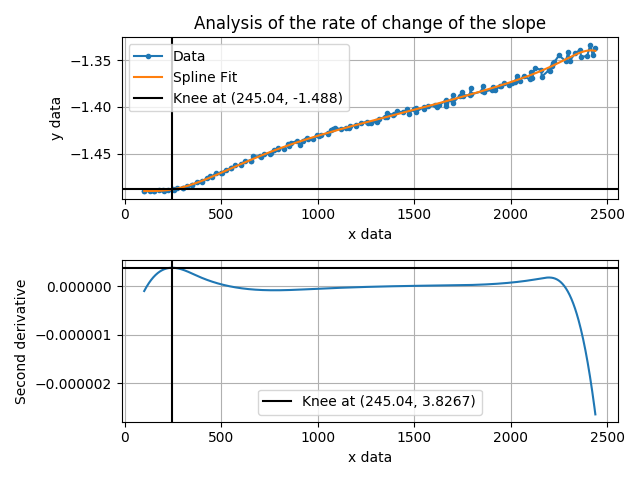 Analysis of the rate of change of the slope
Data
Spline Fit
Knee at (245.04, -1.488)
y data
−1.35
−1.40
−1.45
0 500 1000 1500 2000 2500
x data
Second derivative
0.000000
−0.000001
−0.000002
Knee at (245.04, 3.8267)
0 500 1000 1500 2000 2500
x data